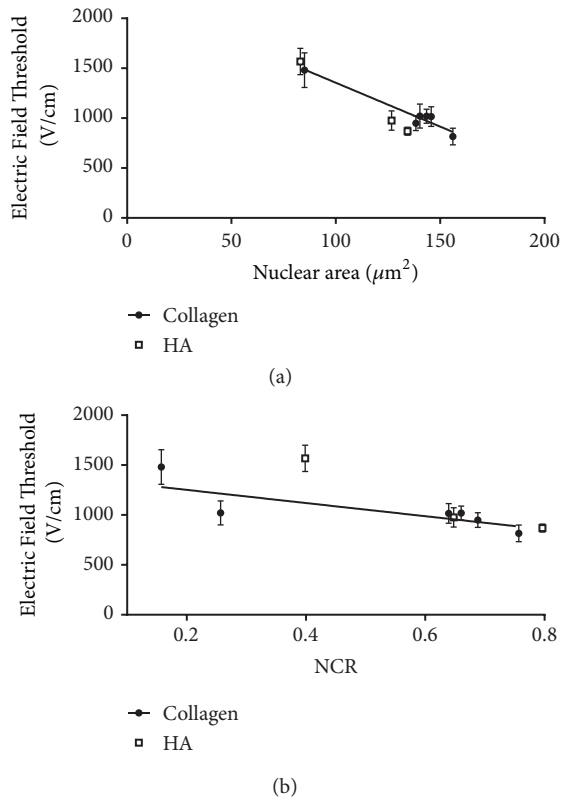 Electric Field Threshold
(V/cm)
2000
1500
1000
500
0
0
50
100
150
200
Nuclear area (μm²)
Collagen
HA
(a)
Electric Field Threshold
(V/cm)
2000
1500
1000
500
0
0.2
0.4
0.6
0.8
NCR
Collagen
HA
(b)